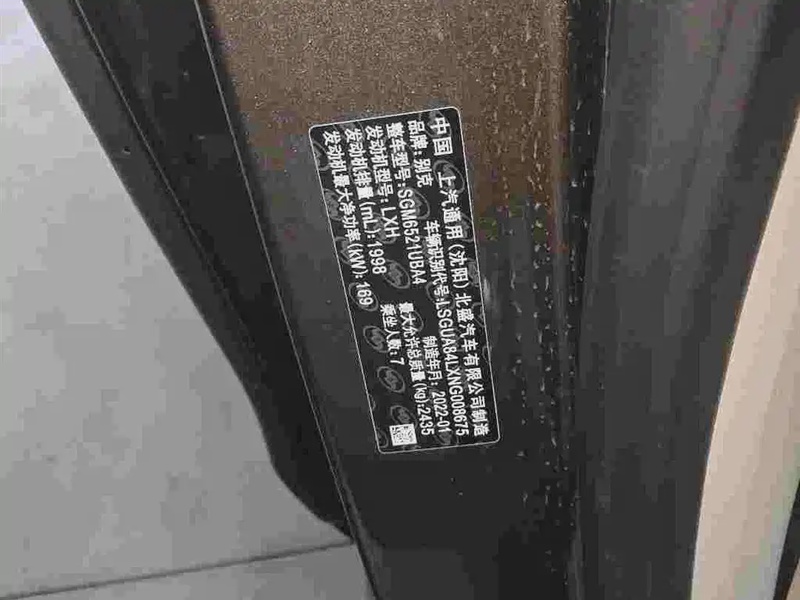 中国 上汽通用(沈阳)北盛汽车有限公司制造
品牌:别克 车辆识别代号:LSGUA84LXNG008675
整车型号:SGM6521UBA4 制造年月:2022-01
发动机型号:LXH 最大允许总质量(kg):2435
发动机排量(mL):1998 乘坐人数:7
发动机最大净功率(kW):169